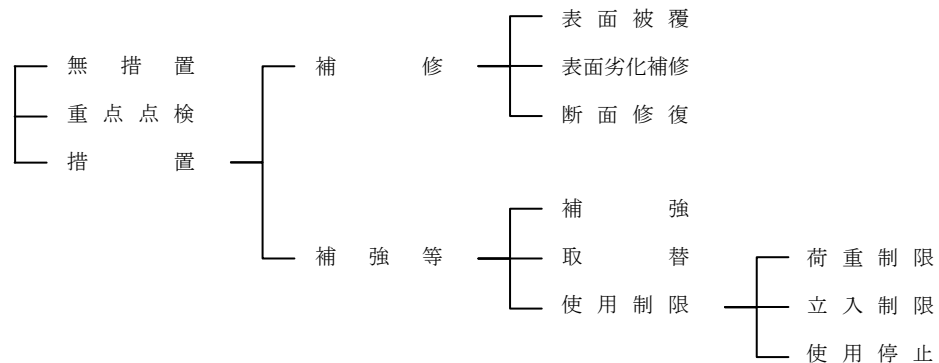 表面被覆
無措置
補修
表面劣化補修
重点点検
断面修復
措置
補強
補強等
取替
荷重制限
使用制限
立入制限
使用停止